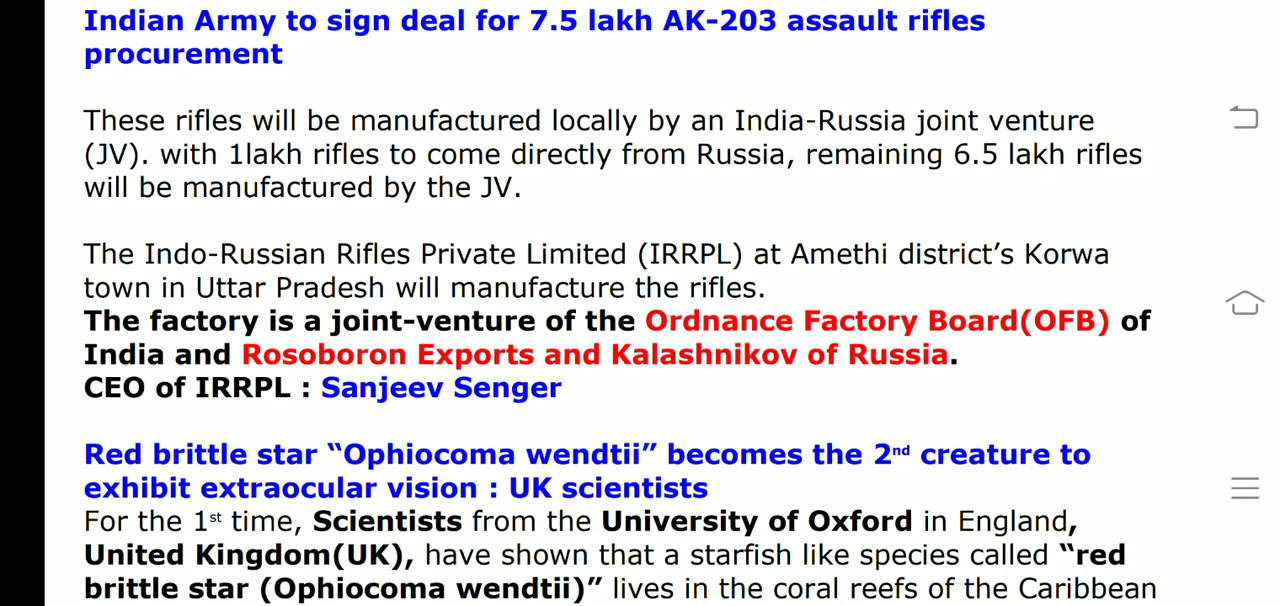 Indian Army to sign deal for 7.5 lakh AK-203 assault rifles
procurement
These rifles will be manufactured locally by an India-Russia joint venture
(JV). with 1lakh rifles to come directly from Russia, remaining 6.5 lakh rifles
will be manufactured by the JV.
The Indo-Russian Rifles Private Limited (IRRPL) at Amethi district’s Korwa
town in Uttar Pradesh will manufacture the rifles.
The factory is a joint-venture of the Ordnance Factory Board(OFB) of
India and Rosoboron Exports and Kalashnikov of Russia.
CEO of IRRPL : Sanjeev Senger
Red brittle star “Ophiocoma wendtii” becomes the 2nd creature to
exhibit extraocular vision : UK scientists
For the 1st time, Scientists from the University of Oxford in England,
United Kingdom(UK), have shown that a starfish like species called “red
brittle star (Ophiocoma wendtii)” lives in the coral reefs of the Caribbean